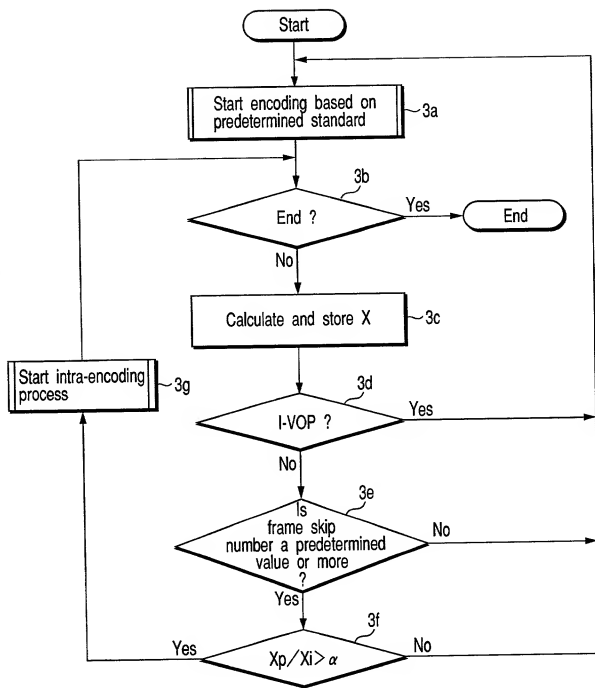 Start
Start encoding based on
predetermined standard
3a
3b
End ?
Yes
End
No
Calculate and store X
3c
Start intra-encoding
process
3g
3d
I-VOP ?
Yes
No
3e
Is
frame skip
number a predetermined
value or more
?
No
Yes
3f
Yes
Xp/Xi>α
No